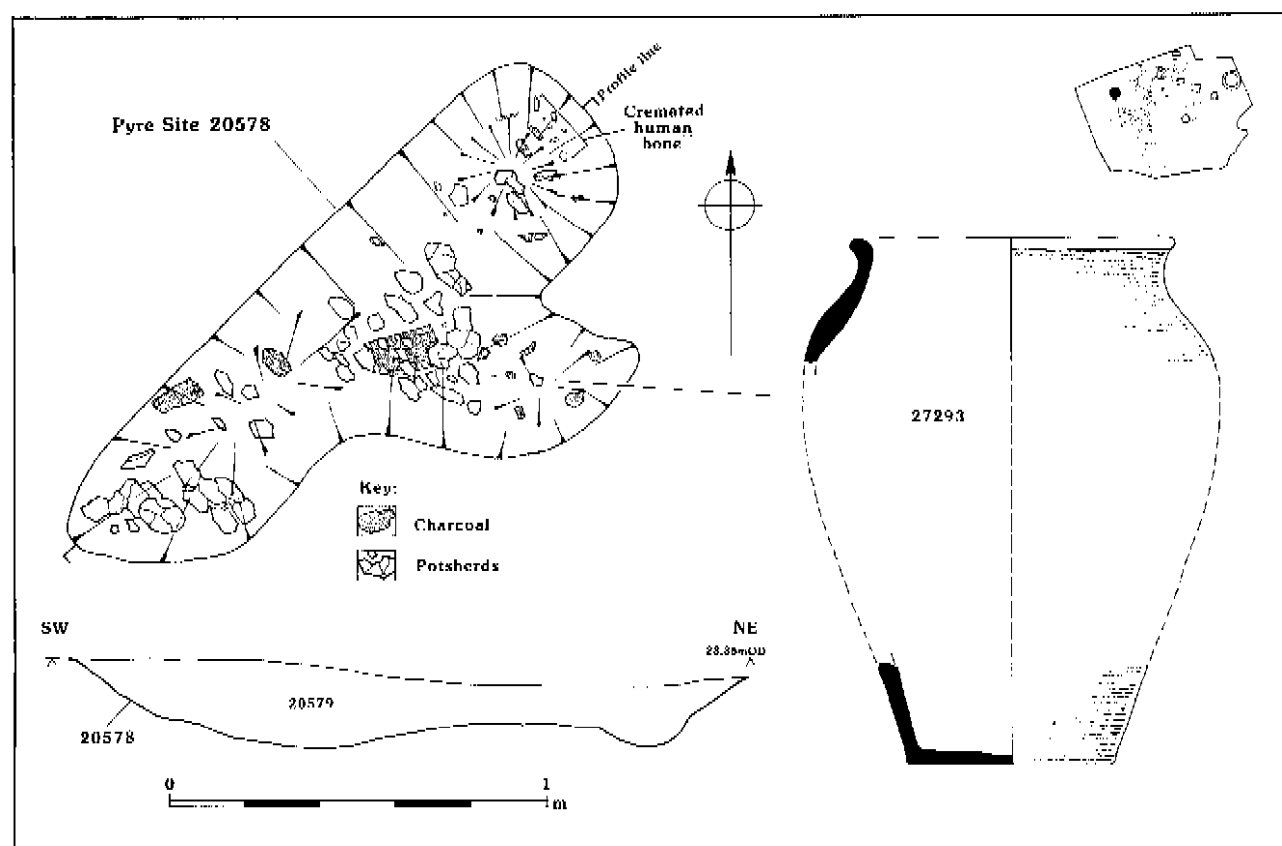 Profile line
Pyre Site 20578
Cremated
human
bone
27293
Key:
Charcoal
Potsherds
SW
NE
20579
20578
0
1
m